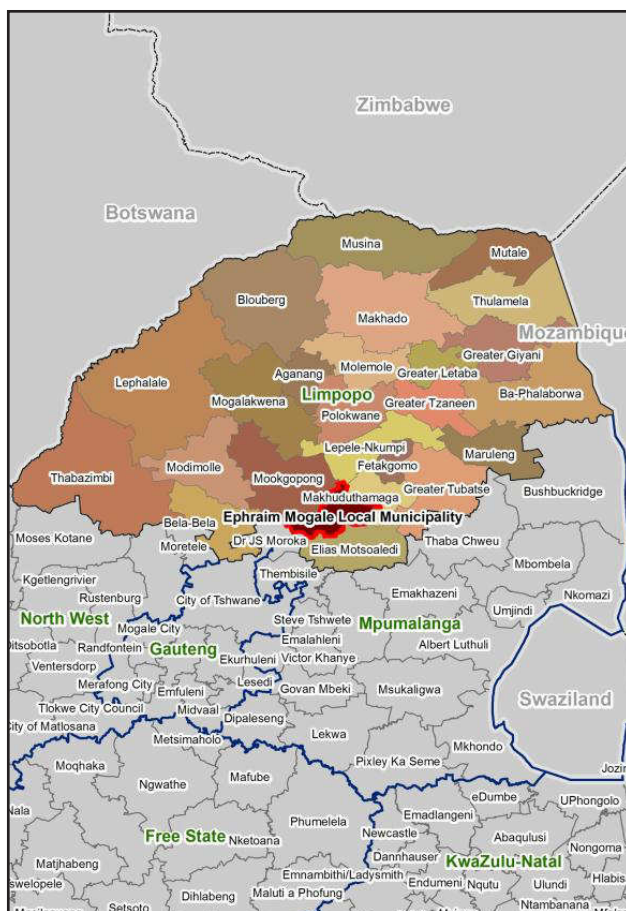 Zimbabwe
Botswana
Musina
Mutale
Blouberg
Thulamela
Makhado
Mozambique
Molemole
Greater Giyani
Aganang
Greater Letaba
Lephalale
Limpopo
Ba-Phalaborwa
Mogalakwena
Greater Tzaneen
Polokwane
Lepele-Nkumpi
Maruleng
Modimolle
Fetakgomo
Thabazimbi
Mookgopong
Greater Tubatse
Bushbuckridge
Makhuduthamaga
Ephraim Mogale Local Municipality
Bela-Bela
Moses Kotane
Dr JS Moroka
Thaba Chweu
Moretele
Elias Motsoaledi
Mbombela
Thembisile
Kgetlengrivier
Emakhazeni
Nkomazi
Rustenburg
City of Tshwane
Umjindi
North West
Steve Tshwete
Mpumalanga
Mogale City
Emalahleni
Albert Luthuli
Ditsobotla
Randfontein
Gauteng
Ekurhuleni
Victor Khanye
Ventersdorp
Merafong City
Lesedi
Govan Mbeki
Msukaligwa
Swaziland
Emfuleni
Tlokwe City Council
Midvaal
Dipaleseng
City of Matlosana
Lekwa
Mkhondo
Metsimaholo
Pixley Ka Seme
Jozin
Moqhaka
Mafube
Ngwathe
eDumbe
UPhongolo
Nala
Phumelela
Emadlangeni
Free State
Nketoana
Newcastle
Abaqulusi
Nongoma
Dannhauser
KwaZulu-Natal
Matjhabeng
Emnambithi/Ladysmith
swelopele
Endumeni
Nqutu
Ulundi
Hlabis
Dihlabeng
Maluti a Phofung
Setsoto
Ntambanana